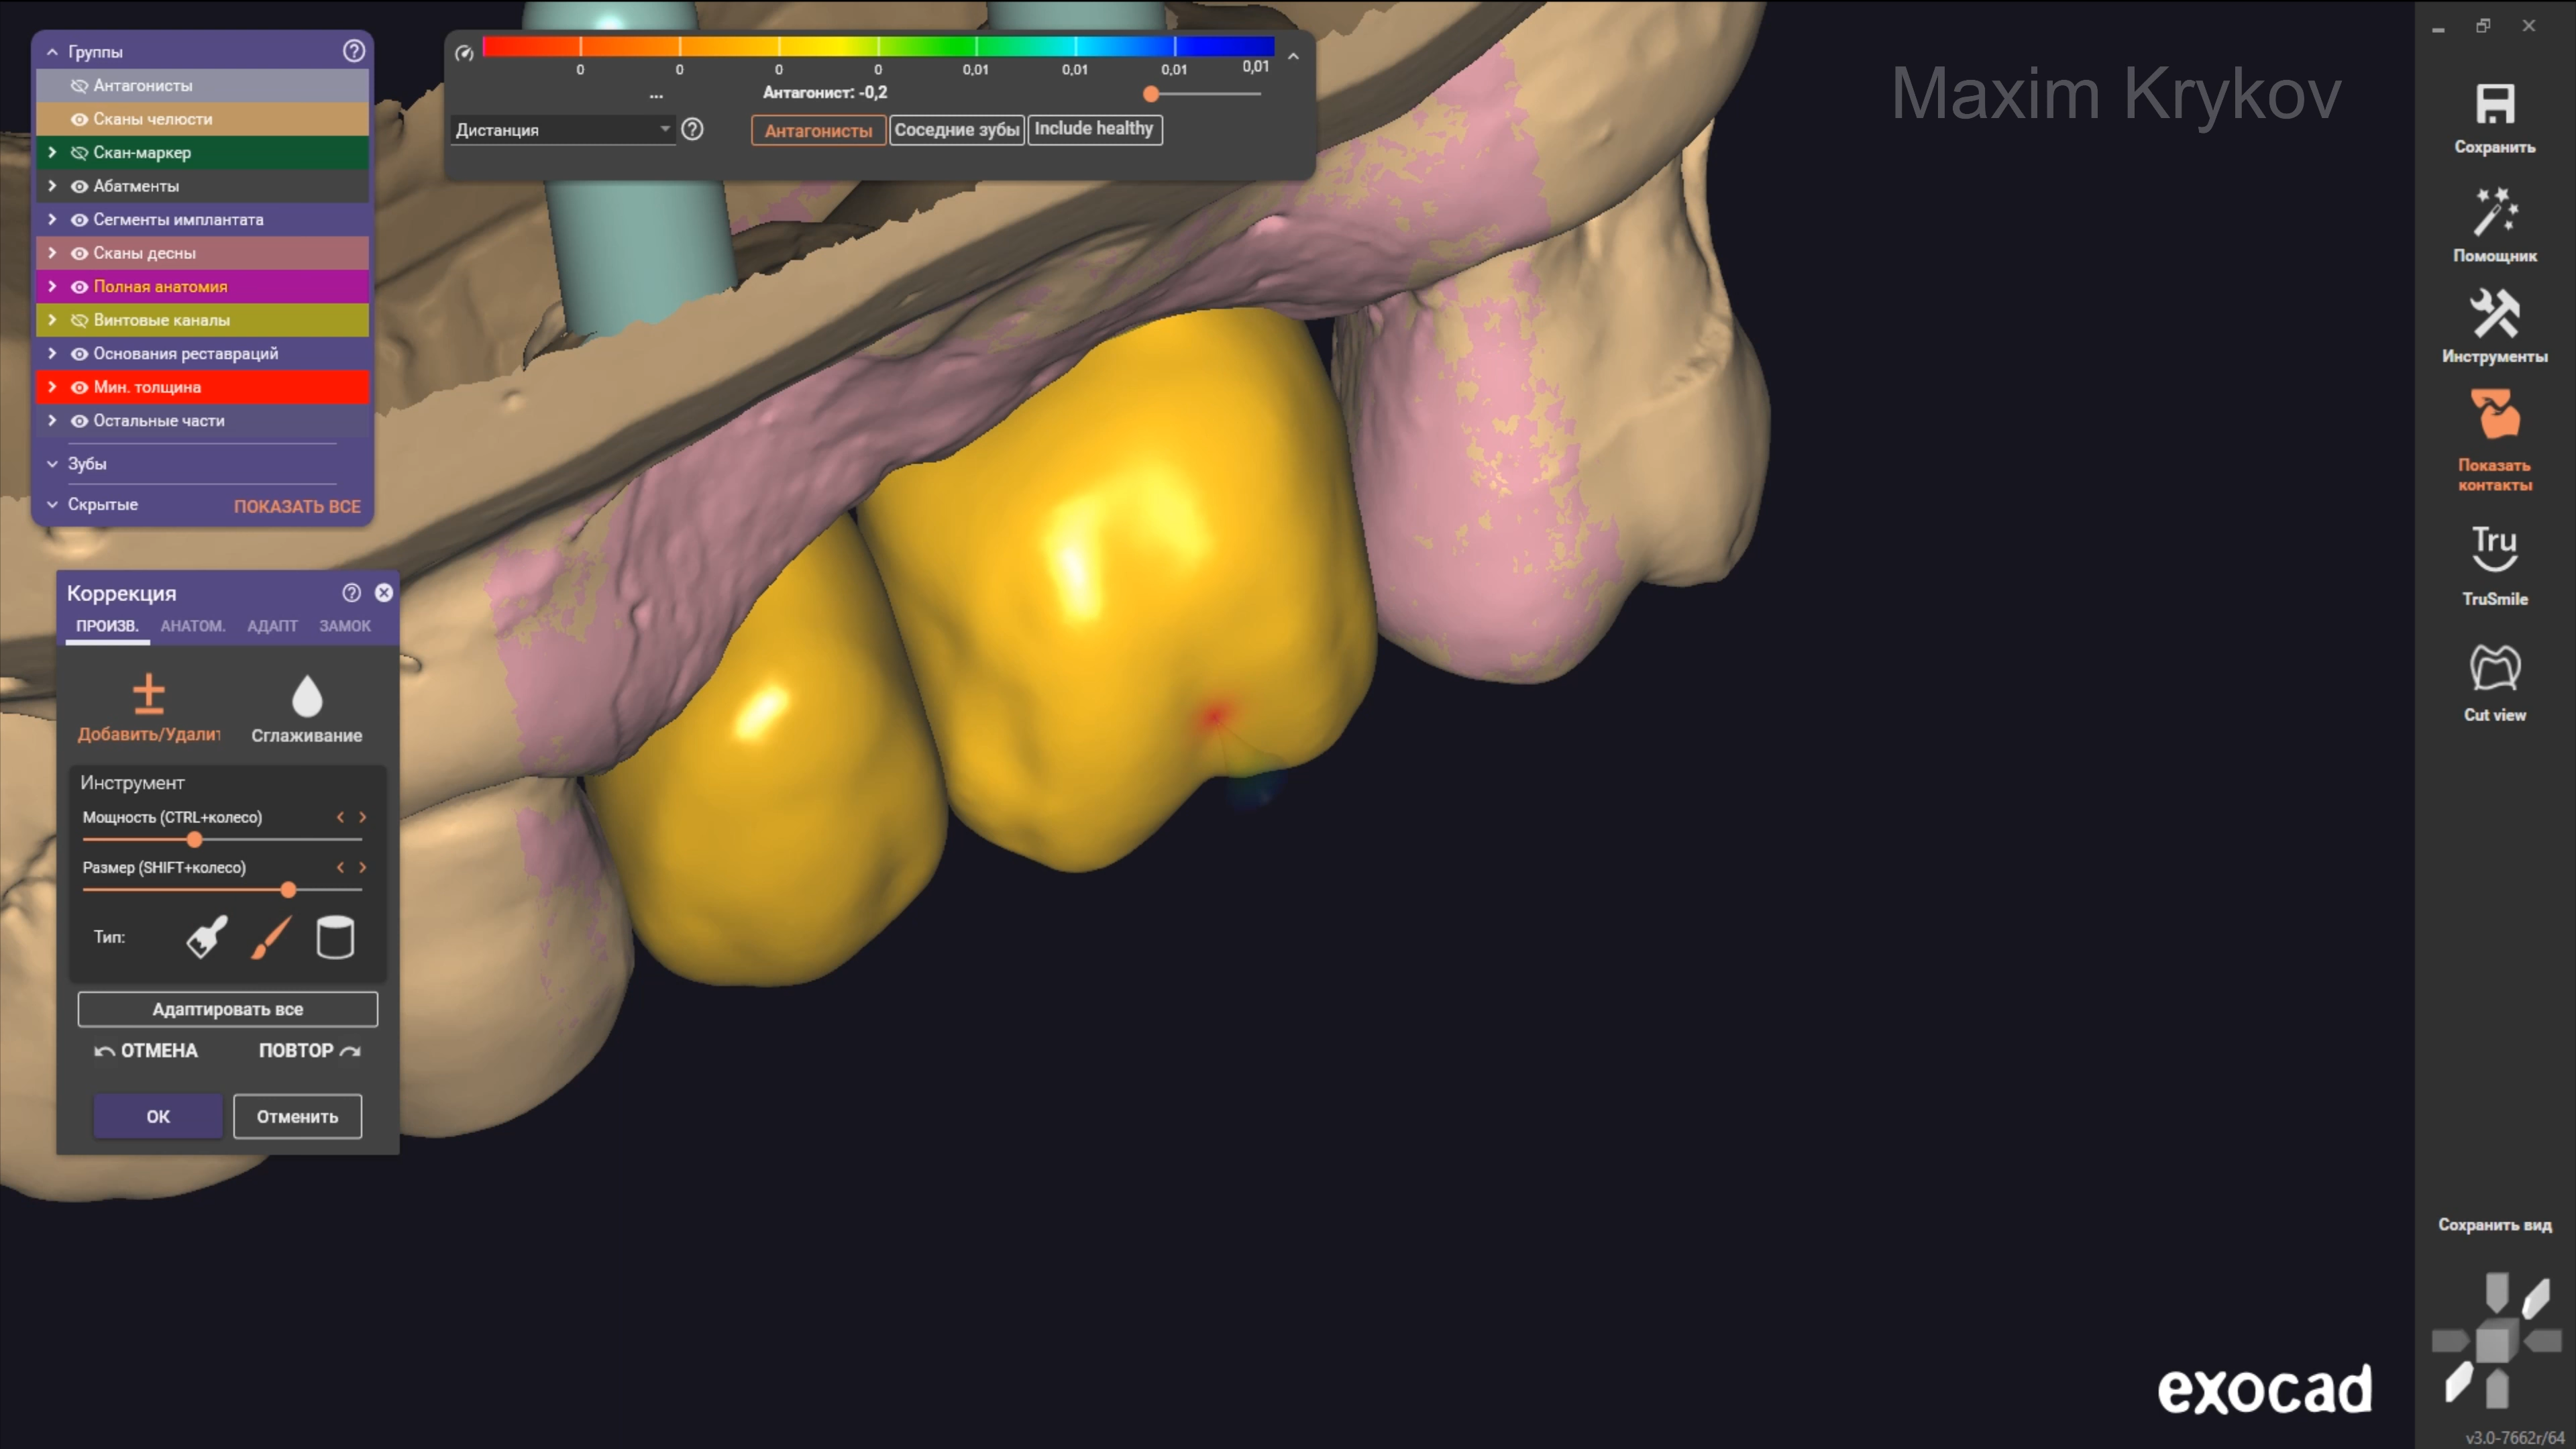 Группы
Антагонисты
Сканы челюсти
Скан-маркер
Абатменты
Сегменты имплантата
Сканы десны
Полная анатомия
Винтовые каналы
Основания реставраций
Мин. толщина
Остальные части
Зубы
Скрытые ПОКАЗАТЬ ВСЕ
0 0 0 0 0,01 0,01 0,01 0,01
... Антагонист: -0,2
Дистанция Антагонисты Соседние зубы Include healthy
Maxim Krykov
Коррекция
ПРОИЗВ. АНАТОМ. АДАПТ ЗАМОК
Добавить/Удалит Сглаживание
Инструмент
Мощность (CTRL+колесо)
Размер (SHIFT+колесо)
Тип:
Адаптировать все
ОТМЕНА ПОВТОР
OK Отменить
Сохранить
Помощник
Инструменты
Показать
контакты
Tru
TruSmile
Cut view
Сохранить вид
exocad
v3.0-7662r/64